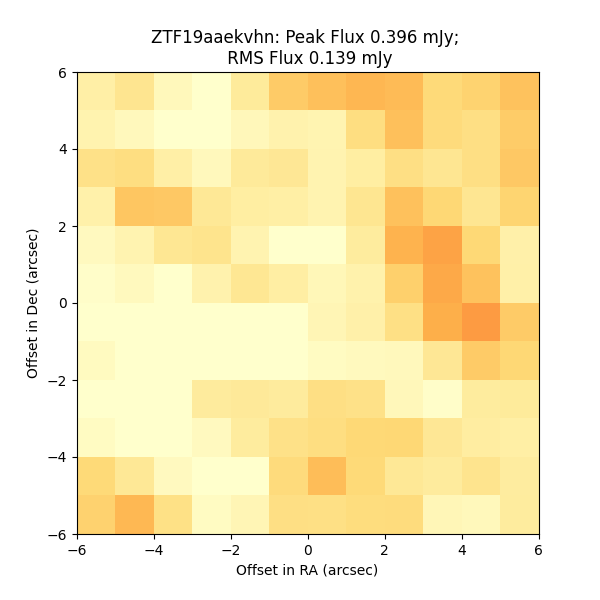 ZTF19aaekvhn: Peak Flux 0.396 mJy;
RMS Flux 0.139 mJy
6
4
2
0
−2
−4
−6
Offset in Dec (arcsec)
−6 −4 −2 0 2 4 6
Offset in RA (arcsec)